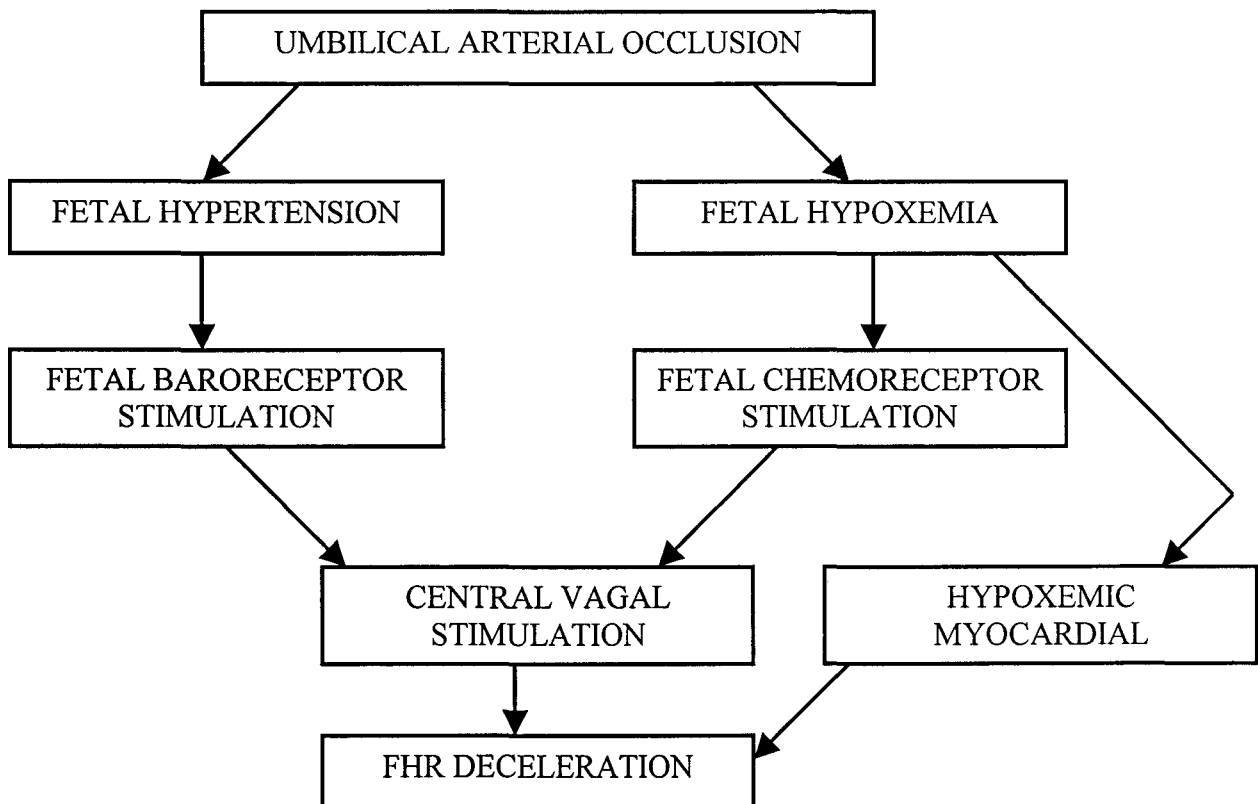 UMBILICAL ARTERIAL OCCLUSION
FETAL HYPERTENSION
FETAL HYPOXEMIA
FETAL BARORECEPTOR
STIMULATION
FETAL CHEMORECEPTOR
STIMULATION
CENTRAL VAGAL
STIMULATION
HYPOXEMIC
MYOCARDIAL
FHR DECELERATION